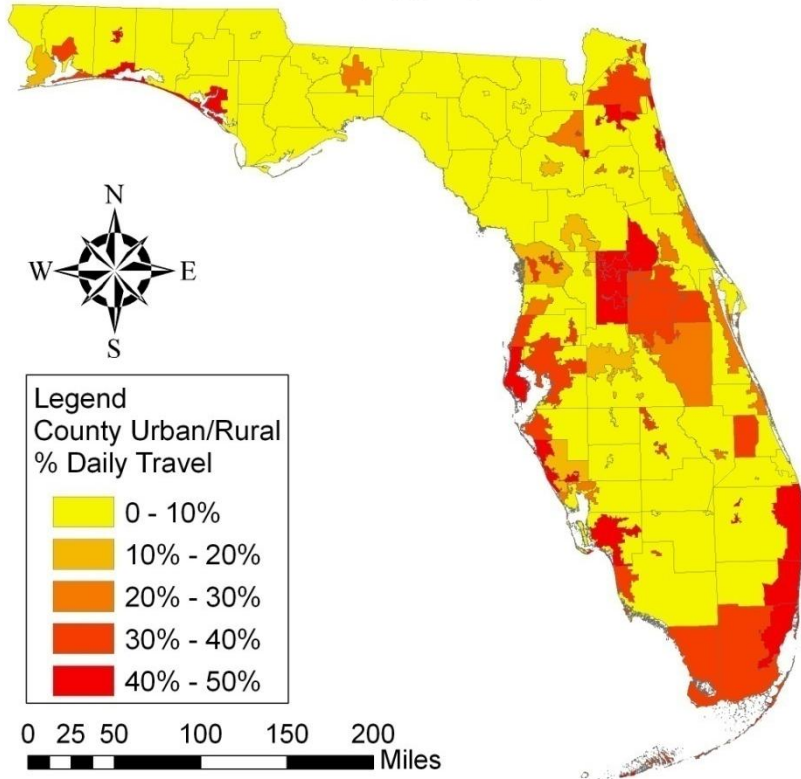 N
W E
S
Legend
County Urban/Rural
% Daily Travel
0 - 10%
10% - 20%
20% - 30%
30% - 40%
40% - 50%
0 25 50 100 150 200
Miles